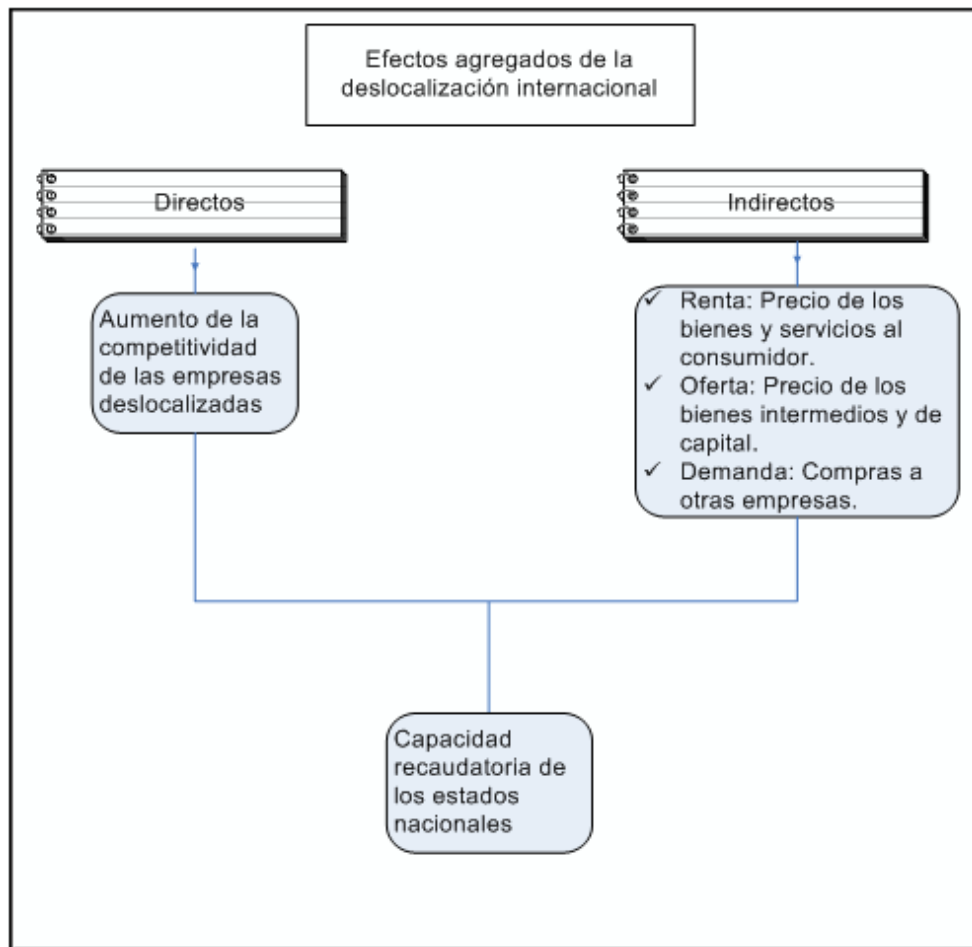 Efectos agregados de la
deslocalización internacional
Directos
Indirectos
Aumento de la
competitividad
de las empresas
deslocalizadas
✓ Renta: Precio de los
bienes y servicios al
consumidor.
✓ Oferta: Precio de los
bienes intermedios y de
capital.
✓ Demanda: Compras a
otras empresas.
Capacidad
recaudatoria de
los estados
nacionales